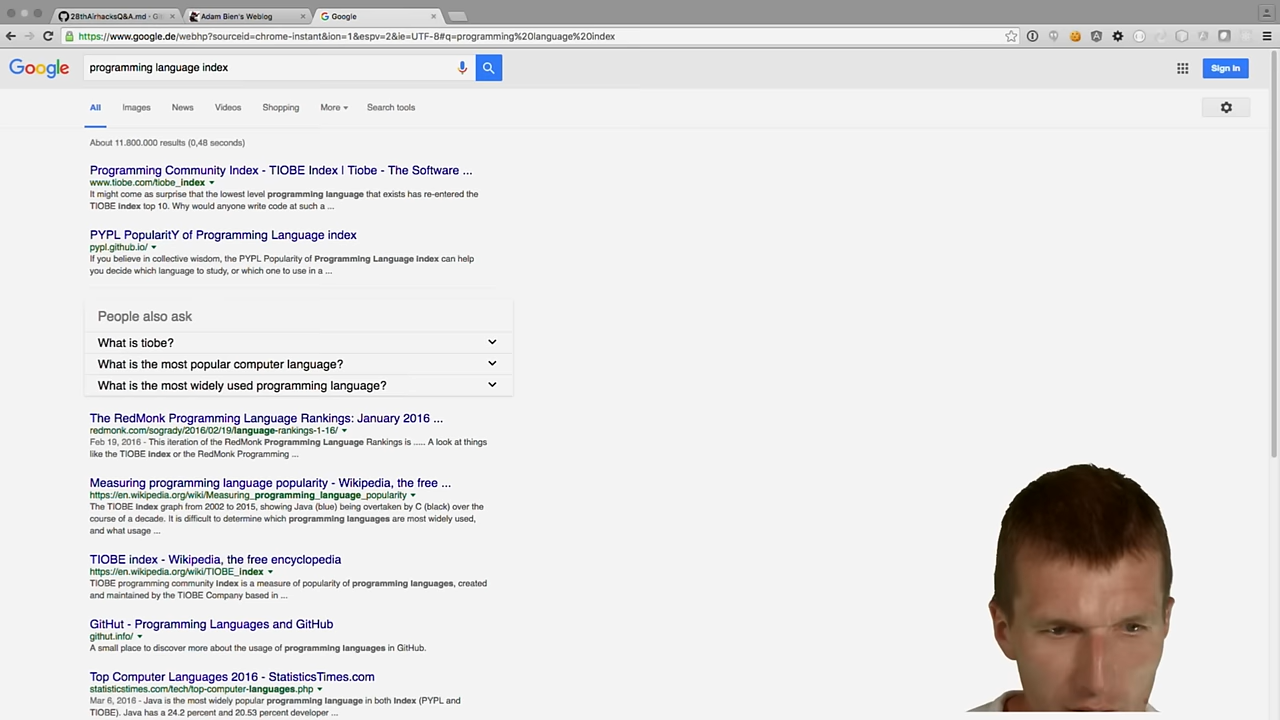 28thAirhacksQ&A.md · Gi
Adam Bien's Weblog
Google
https://www.google.de/webhp?sourceid=chrome-instant&ion=1&espv=2&ie=UTF-8#q=programming%20language%20index
Google
programming language index
Sign in
All Images News Videos Shopping More Search tools
About 11.800.000 results (0,48 seconds)
Programming Community Index - TIOBE Index | Tiobe - The Software ...
www.tiobe.com/tiobe_index
It might come as surprise that the lowest level programming language that exists has re-entered the
TIOBE index top 10. Why would anyone write code at such a ...
PYPL PopularitY of Programming Language index
pypl.github.io/
If you believe in collective wisdom, the PYPL Popularity of Programming Language index can help
you decide which language to study, or which one to use in a ...
People also ask
What is tiobe?
What is the most popular computer language?
What is the most widely used programming language?
The RedMonk Programming Language Rankings: January 2016 ...
redmonk.com/sogrady/2016/02/19/language-rankings-1-16/
Feb 19, 2016 - This iteration of the RedMonk Programming Language Rankings is ..... A look at things
like the TIOBE index or the RedMonk Programming ...
Measuring programming language popularity - Wikipedia, the free ...
https://en.wikipedia.org/wiki/Measuring_programming_language_popularity
The TIOBE index graph from 2002 to 2015, showing Java (blue) being overtaken by C (black) over the
course of a decade. It is difficult to determine which programming languages are most widely used,
and what usage ...
TIOBE index - Wikipedia, the free encyclopedia
https://en.wikipedia.org/wiki/TIOBE_index
TIOBE programming community index is a measure of popularity of programming languages, created
and maintained by the TIOBE Company based in ...
GitHut - Programming Languages and GitHub
githut.info/
A small place to discover more about the usage of programming languages in GitHub.
Top Computer Languages 2016 - StatisticsTimes.com
statisticstimes.com/tech/top-computer-languages.php
Mar 6, 2016 - Java is the most widely popular programming language in both index (PYPL and
TIOBE). Java has a 24.2 percent and 20.53 percent developer ...